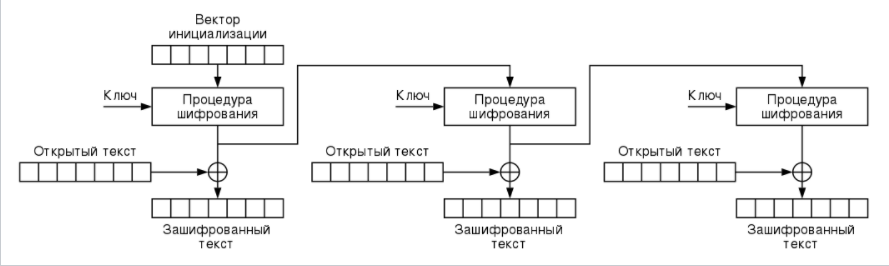 Вектор
инициализации
Ключ
Процедура
шифрования
Ключ
Процедура
шифрования
Ключ
Процедура
шифрования
Открытый текст
Открытый текст
Открытый текст
Зашифрованный
текст
Зашифрованный
текст
Зашифрованный
текст